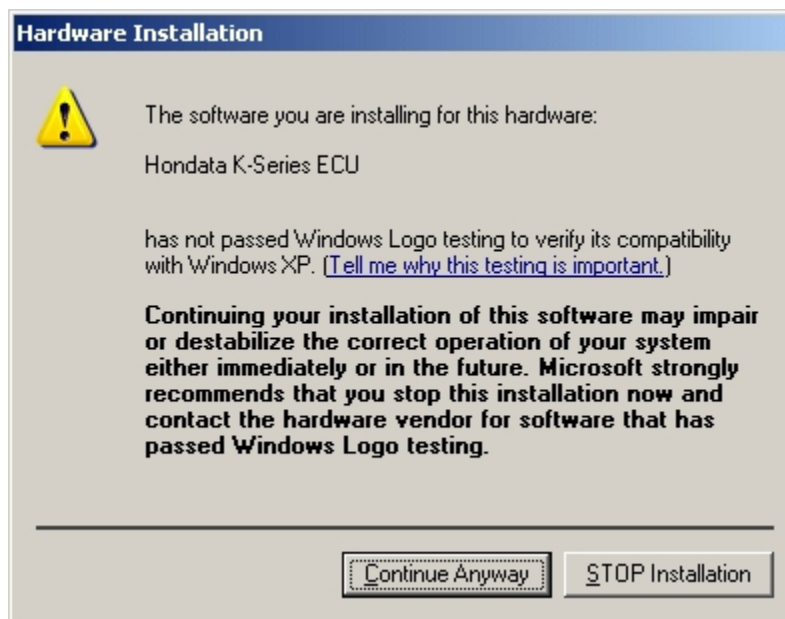 Hardware Installation
The software you are installing for this hardware:
Hondata K-Series ECU
has not passed Windows Logo testing to verify its compatibility
with Windows XP. (Tell me why this testing is important.)
Continuing your installation of this software may impair
or destabilize the correct operation of your system
either immediately or in the future. Microsoft strongly
recommends that you stop this installation now and
contact the hardware vendor for software that has
passed Windows Logo testing.
Continue Anyway
STOP Installation